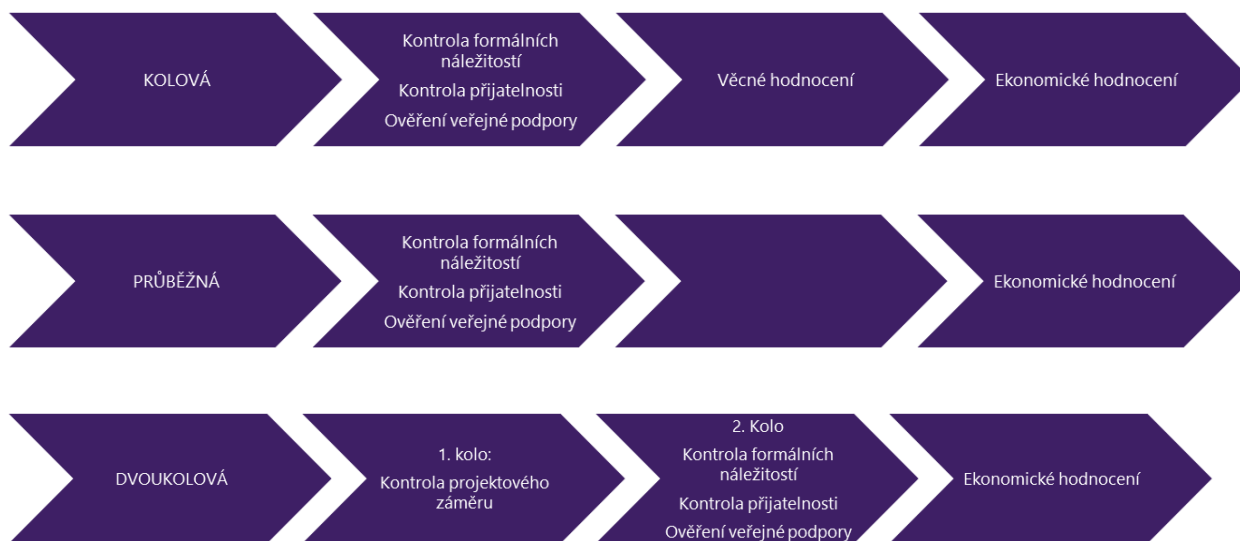 KOLOVÁ
Kontrola formálních
náležitostí
Kontrola přijatelnosti
Ověření veřejné podpory
Věcné hodnocení
Ekonomické hodnocení
PRŮBĚŽNÁ
Kontrola formálních
náležitostí
Kontrola přijatelnosti
Ověření veřejné podpory
Ekonomické hodnocení
DVOUKOLOVÁ
1. kolo:
Kontrola projektového
záměru
2. Kolo
Kontrola formálních
náležitostí
Kontrola přijatelnosti
Ověření veřejné podpory
Ekonomické hodnocení